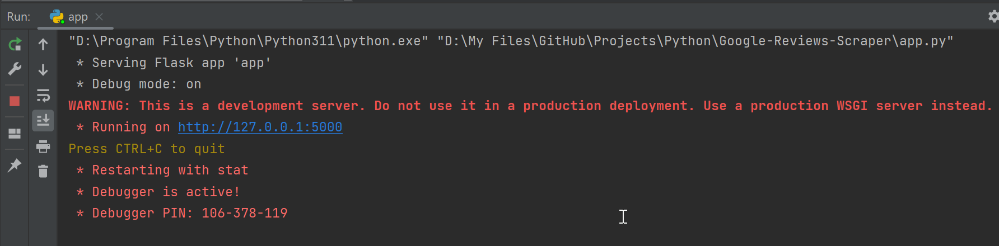 Run: app
"D:\Program Files\Python\Python311\python.exe" "D:\My Files\GitHub\Projects\Python\Google-Reviews-Scraper\app.py"
 * Serving Flask app 'app'
 * Debug mode: on
WARNING: This is a development server. Do not use it in a production deployment. Use a production WSGI server instead.
 * Running on http://127.0.0.1:5000
Press CTRL+C to quit
 * Restarting with stat
 * Debugger is active!
 * Debugger PIN: 106-378-119